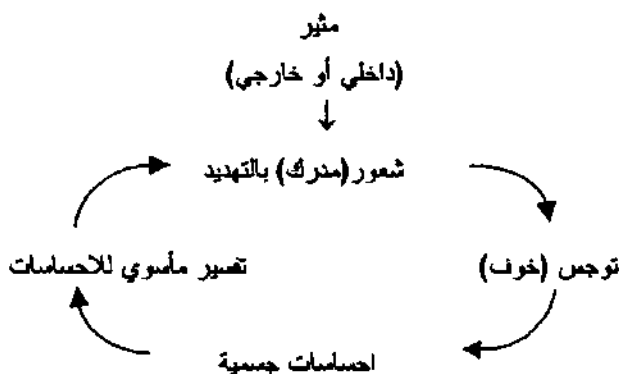 مثير
(داخلي أو خارجي)
شعور(مدرك) بالتهديد
توجس (خوف)
تفسير مأسوي للاحساسات
احساسات جسمية